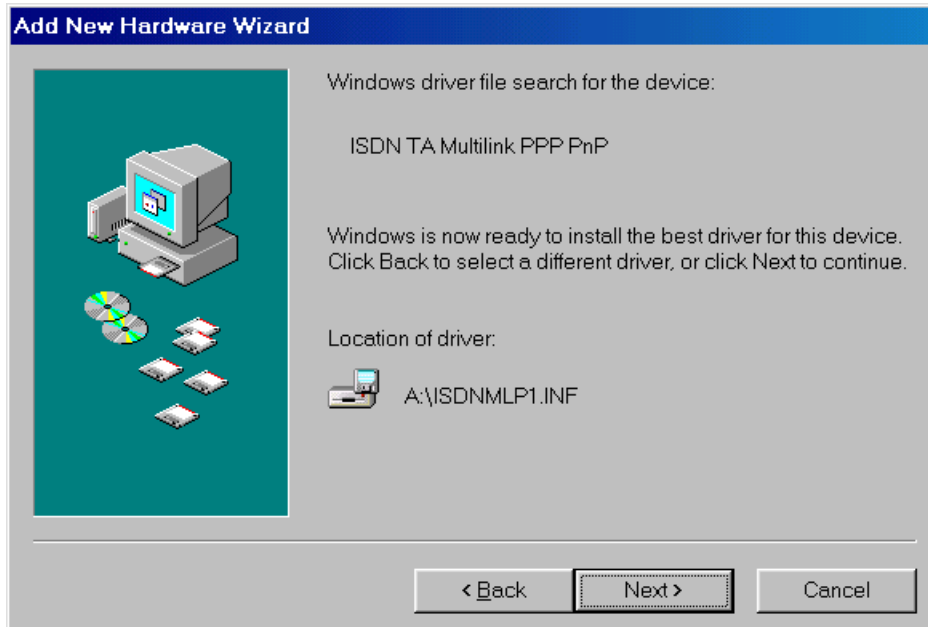 Add New Hardware Wizard
Windows driver file search for the device:
ISDN TA Multilink PPP PnP
Windows is now ready to install the best driver for this device.
Click Back to select a different driver, or click Next to continue.
Location of driver:
A:\ISDNMLP1.INF
< Back
Next >
Cancel